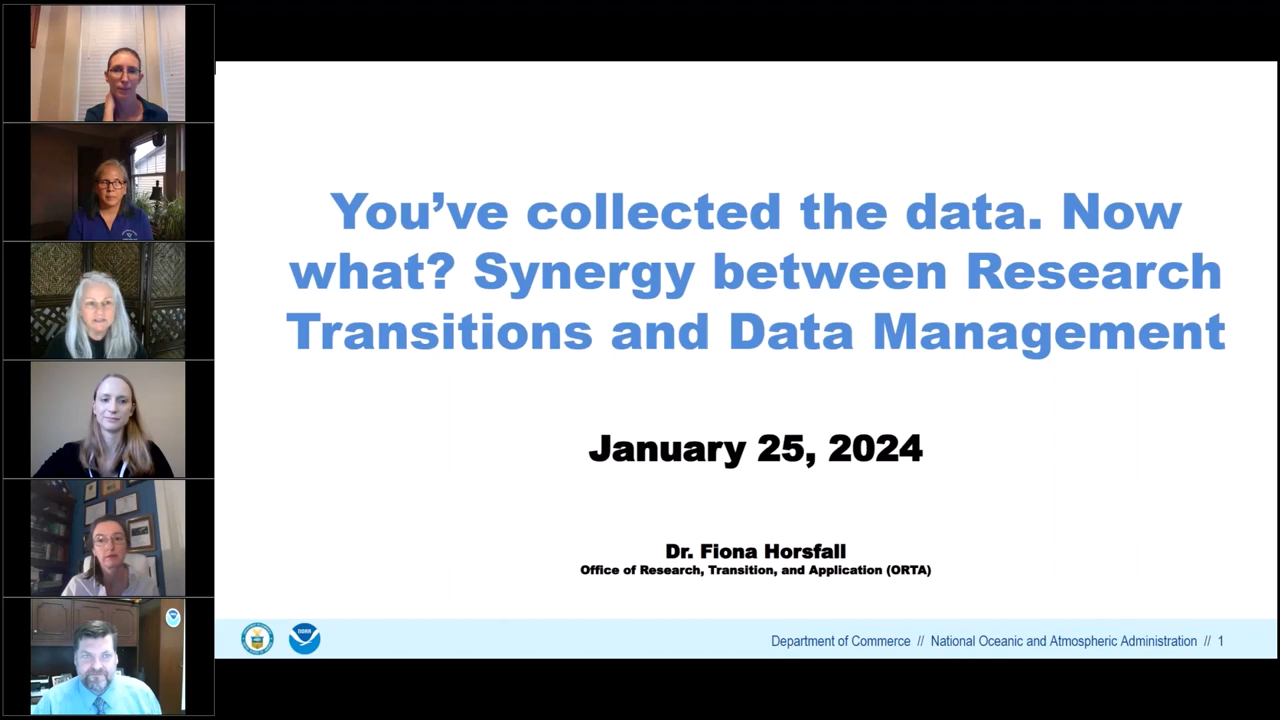 You’ve collected the data. Now
what? Synergy between Research
Transitions and Data Management
January 25, 2024
Dr. Fiona Horsfall
Office of Research, Transition, and Application (ORTA)
NOAA
Department of Commerce // National Oceanic and Atmospheric Administration // 1